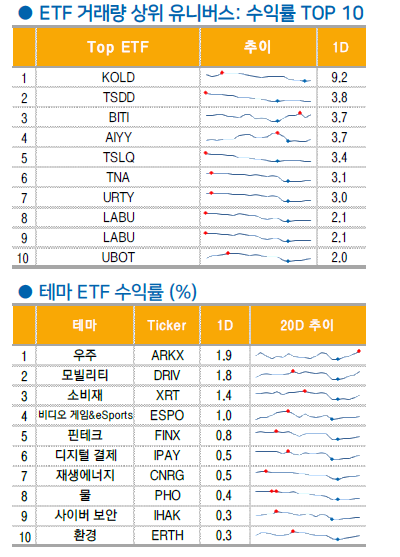 ● ETF 거래량 상위 유니버스: 수익률 TOP 10
Top ETF 추이 1D
1 KOLD 9.2
2 TSDD 3.8
3 BITI 3.7
4 AIYY 3.7
5 TSLQ 3.4
6 TNA 3.1
7 URTY 3.0
8 LABU 2.1
9 LABU 2.1
10 UBOT 2.0
● 테마 ETF 수익률 (%)
테마 Ticker 1D 20D 추이
1 우주 ARKX 1.9
2 모빌리티 DRIV 1.8
3 소비재 XRT 1.4
4 비디오 게임&eSports ESPO 1.0
5 핀테크 FINX 0.8
6 디지털 결제 IPAY 0.5
7 재생에너지 CNRG 0.5
8 물 PHO 0.4
9 사이버 보안 IHAK 0.3
10 환경 ERTH 0.3